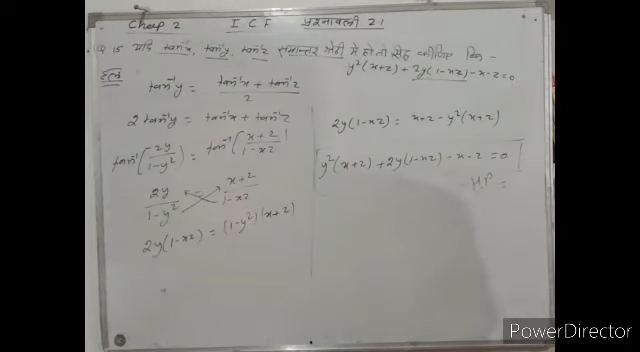 Chap 2 I C F प्रश्नावली 2.1
Q 15 यदि tan⁻¹x, tan⁻¹y, tan⁻¹z समान्तर श्रेढी में हो तो सिद्ध कीजिए कि-
y²(x+z) + 2y(1-xz) -x-z=0
हल
tan⁻¹y = tan⁻¹x + tan⁻¹z / 2
2 tan⁻¹y = tan⁻¹x + tan⁻¹z
tan⁻¹(2y / 1-y²) = tan⁻¹(x+z / 1-xz)
2y / 1-y² x+z / 1-xz
2y(1-xz) = (1-y²)(x+z)
2y(1-xz) = x+z - y²(x+z)
y²(x+z) + 2y(1-xz) -x-z = 0
H.P.
PowerDirector